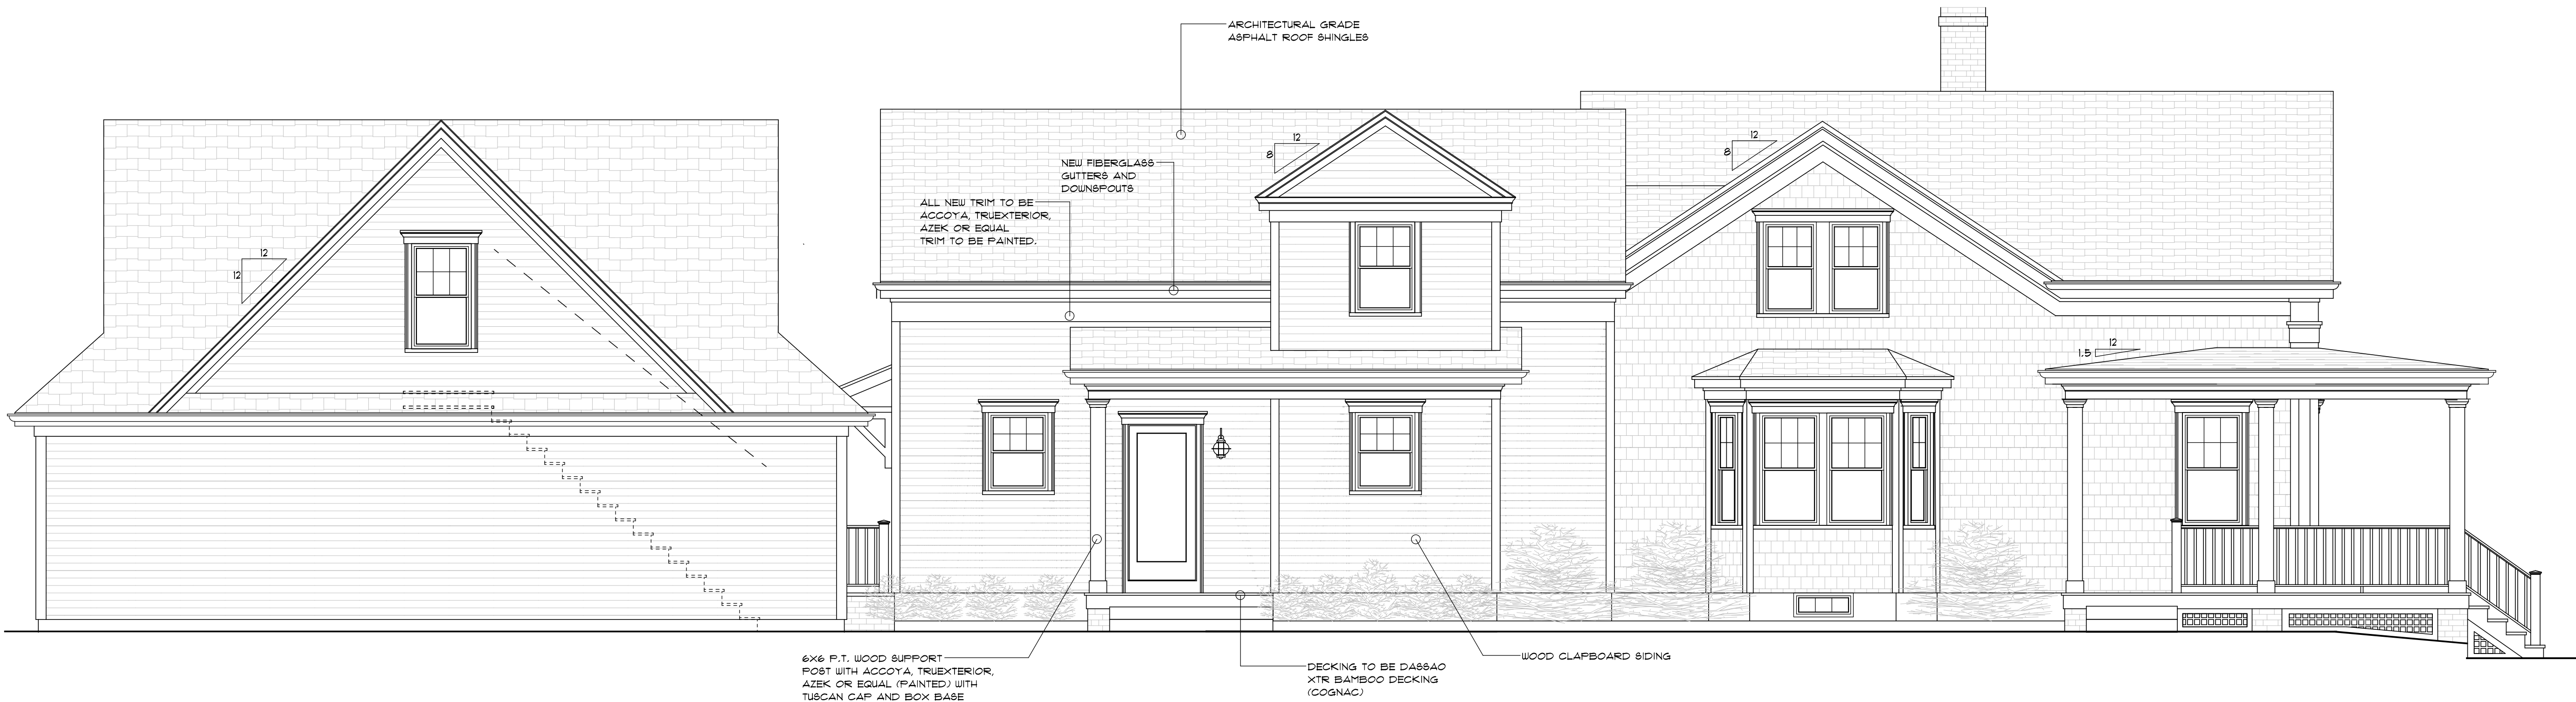 ARCHITECTURAL GRADE
ASPHALT ROOF SHINGLES
12
8
12
8
NEW FIBERGLASS
GUTTERS AND
DOWNSPOUTS
ALL NEW TRIM TO BE
ACCOYA, TRUEXTERIOR,
AZEK OR EQUAL
TRIM TO BE PAINTED.
12
12
12
1.5
6X6 P.T. WOOD SUPPORT
POST WITH ACCOYA, TRUEXTERIOR,
AZEK OR EQUAL (PAINTED) WITH
TUSCAN CAP AND BOX BASE
DECKING TO BE DASSAO
XTR BAMBOO DECKING
(COGNAC)
WOOD CLAPBOARD SIDING